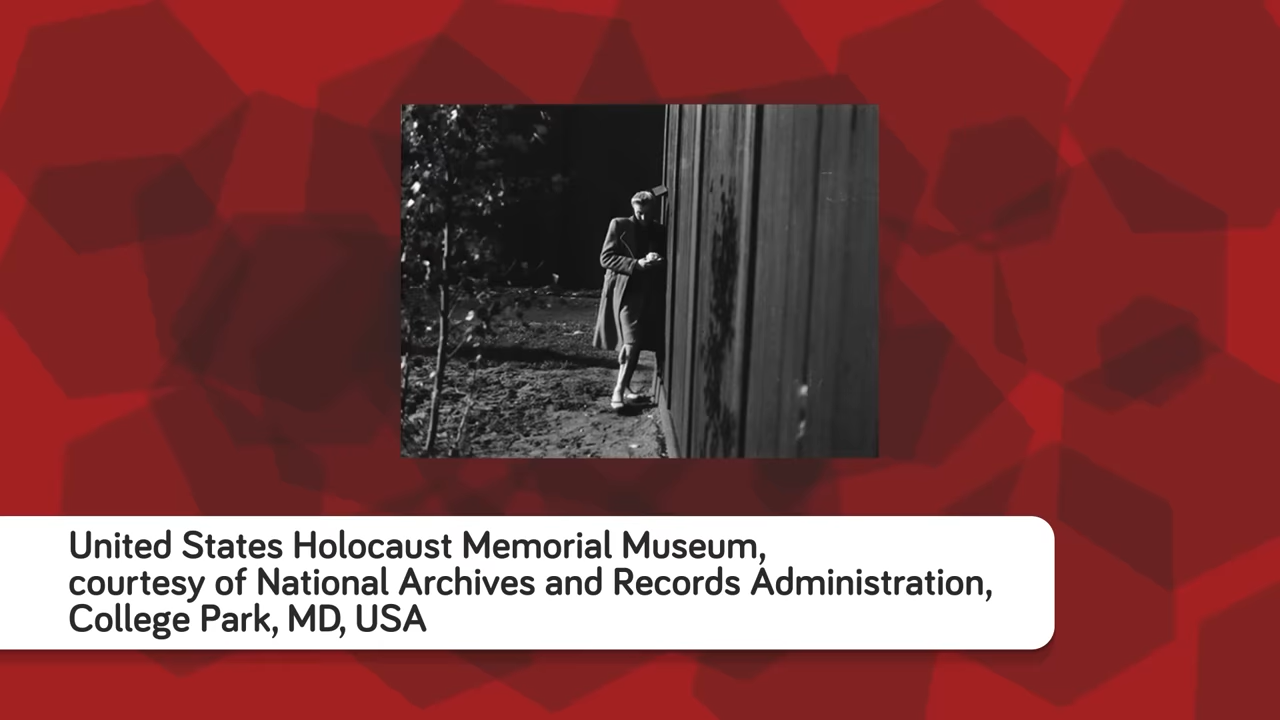 United States Holocaust Memorial Museum,
courtesy of National Archives and Records Administration,
College Park, MD, USA